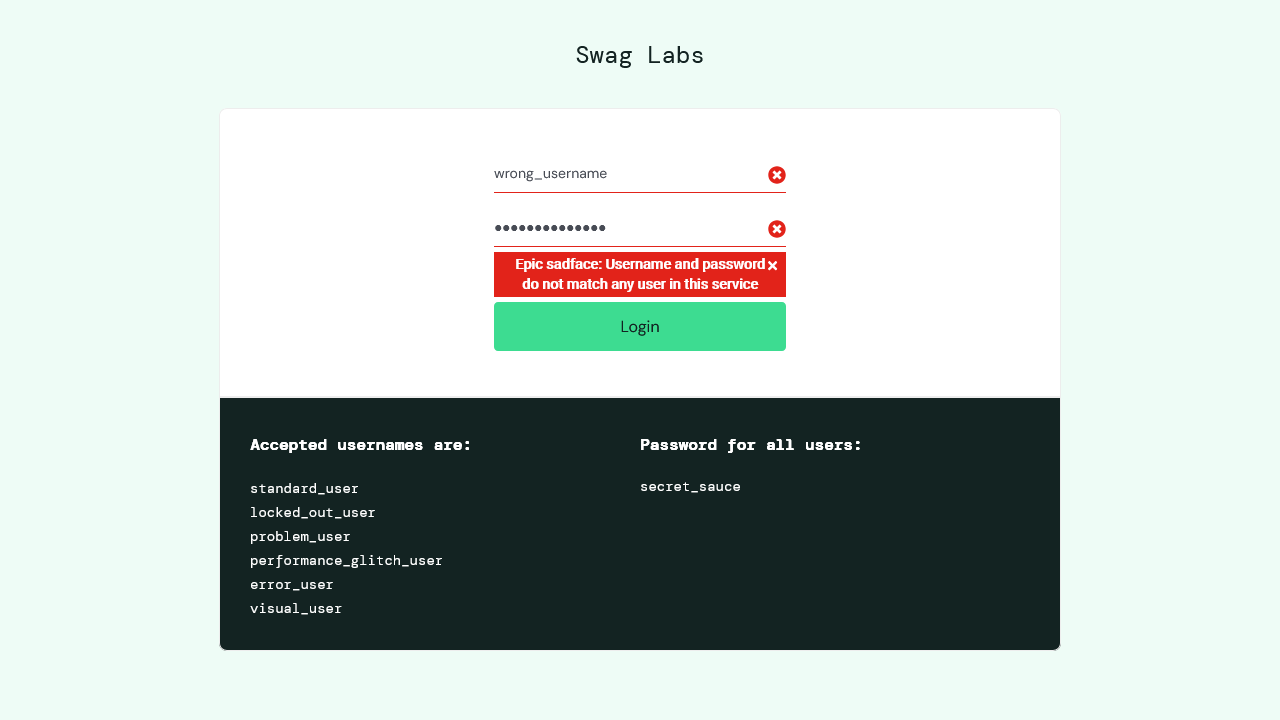 Swag Labs
wrong_username
••••••••••••••
Epic sadface: Username and password
do not match any user in this service
Login
Accepted usernames are:
standard_user
locked_out_user
problem_user
performance_glitch_user
error_user
visual_user
Password for all users:
secret_sauce